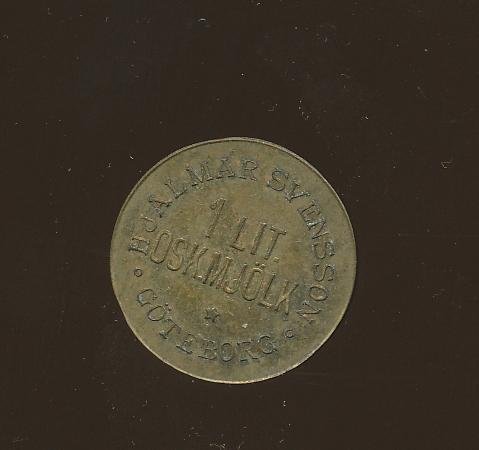 HJALMAR SVENSSON
1 LIT.
OSK.MJÖLK
GÖTEBORG